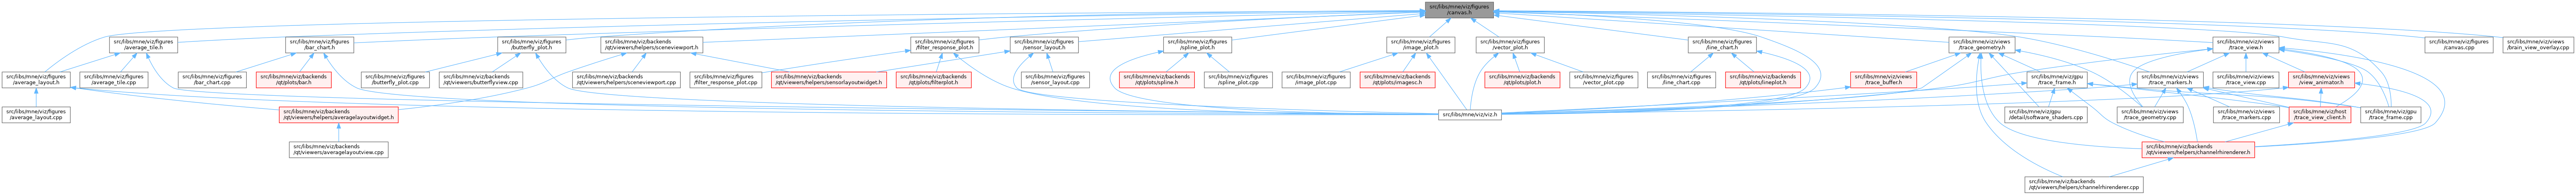 src/libs/mne/viz/figures
/canvas.h
src/libs/mne/viz/figures
/average_tile.h
src/libs/mne/viz/figures
/bar_chart.h
src/libs/mne/viz/figures
/butterfly_plot.h
src/libs/mne/viz/backends
/qt/viewers/helpers/sceneviewport.h
src/libs/mne/viz/figures
/filter_response_plot.h
src/libs/mne/viz/figures
/sensor_layout.h
src/libs/mne/viz/figures
/spline_plot.h
src/libs/mne/viz/figures
/image_plot.h
src/libs/mne/viz/figures
/vector_plot.h
src/libs/mne/viz/figures
/line_chart.h
src/libs/mne/viz/views
/trace_geometry.h
src/libs/mne/viz/views
/trace_view.h
src/libs/mne/viz/figures
/canvas.cpp
src/libs/mne/viz/views
/brain_view_overlay.cpp
src/libs/mne/viz/figures
/average_layout.h
src/libs/mne/viz/figures
/average_tile.cpp
src/libs/mne/viz/figures
/bar_chart.cpp
src/libs/mne/viz/backends
/qt/plots/bar.h
src/libs/mne/viz/figures
/butterfly_plot.cpp
src/libs/mne/viz/backends
/qt/viewers/butterflyview.cpp
src/libs/mne/viz/backends
/qt/viewers/helpers/sceneviewport.cpp
src/libs/mne/viz/figures
/filter_response_plot.cpp
src/libs/mne/viz/backends
/qt/viewers/helpers/sensorlayoutwidget.h
src/libs/mne/viz/backends
/qt/plots/filterplot.h
src/libs/mne/viz/figures
/sensor_layout.cpp
src/libs/mne/viz/backends
/qt/plots/spline.h
src/libs/mne/viz/figures
/spline_plot.cpp
src/libs/mne/viz/figures
/image_plot.cpp
src/libs/mne/viz/backends
/qt/plots/imagesc.h
src/libs/mne/viz/backends
/qt/plots/plot.h
src/libs/mne/viz/figures
/vector_plot.cpp
src/libs/mne/viz/figures
/line_chart.cpp
src/libs/mne/viz/backends
/qt/plots/lineplot.h
src/libs/mne/viz/views
/trace_buffer.h
src/libs/mne/viz/gpu
/trace_frame.h
src/libs/mne/viz/views
/trace_markers.h
src/libs/mne/viz/views
/trace_view.cpp
src/libs/mne/viz/views
/view_animator.h
src/libs/mne/viz/figures
/average_layout.cpp
src/libs/mne/viz/backends
/qt/viewers/helpers/averagelayoutwidget.h
src/libs/mne/viz/viz.h
src/libs/mne/viz/gpu
/detail/software_shaders.cpp
src/libs/mne/viz/views
/trace_geometry.cpp
src/libs/mne/viz/views
/trace_markers.cpp
src/libs/mne/viz/host
/trace_view_client.h
src/libs/mne/viz/gpu
/trace_frame.cpp
src/libs/mne/viz/backends
/qt/viewers/averagelayoutview.cpp
src/libs/mne/viz/backends
/qt/viewers/helpers/channelrhirenderer.h
src/libs/mne/viz/backends
/qt/viewers/helpers/channelrhirenderer.cpp